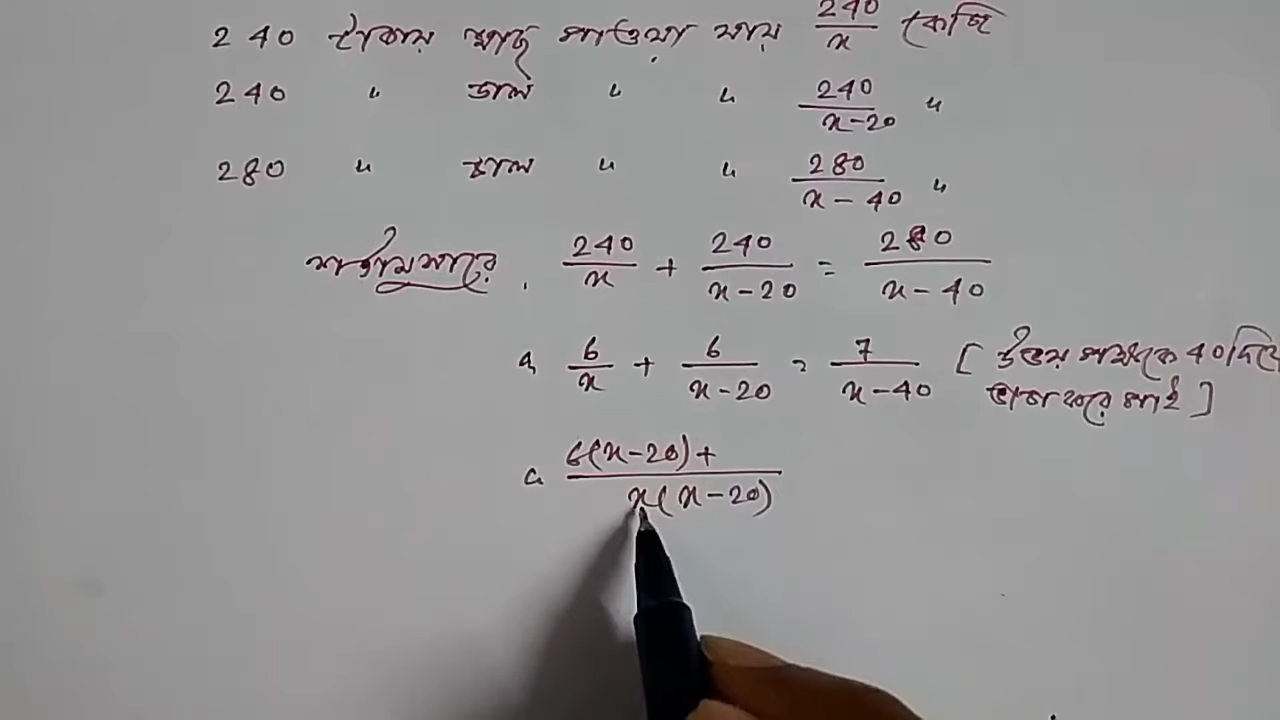 240 টাকায় মাছ পাওয়া যায় 240/x কেজি
240 " ডাল " " 240/(x-20) "
280 " চাল " " 280/(x-40) "
শর্তানুসারে, 240/x + 240/(x-20) = 280/(x-40)
বা, 6/x + 6/(x-20) = 7/(x-40) [ উভয় পক্ষকে 40 দিয়ে
ভাগ করে পাই ]
বা, 6(x-20)+ / x(x-20)